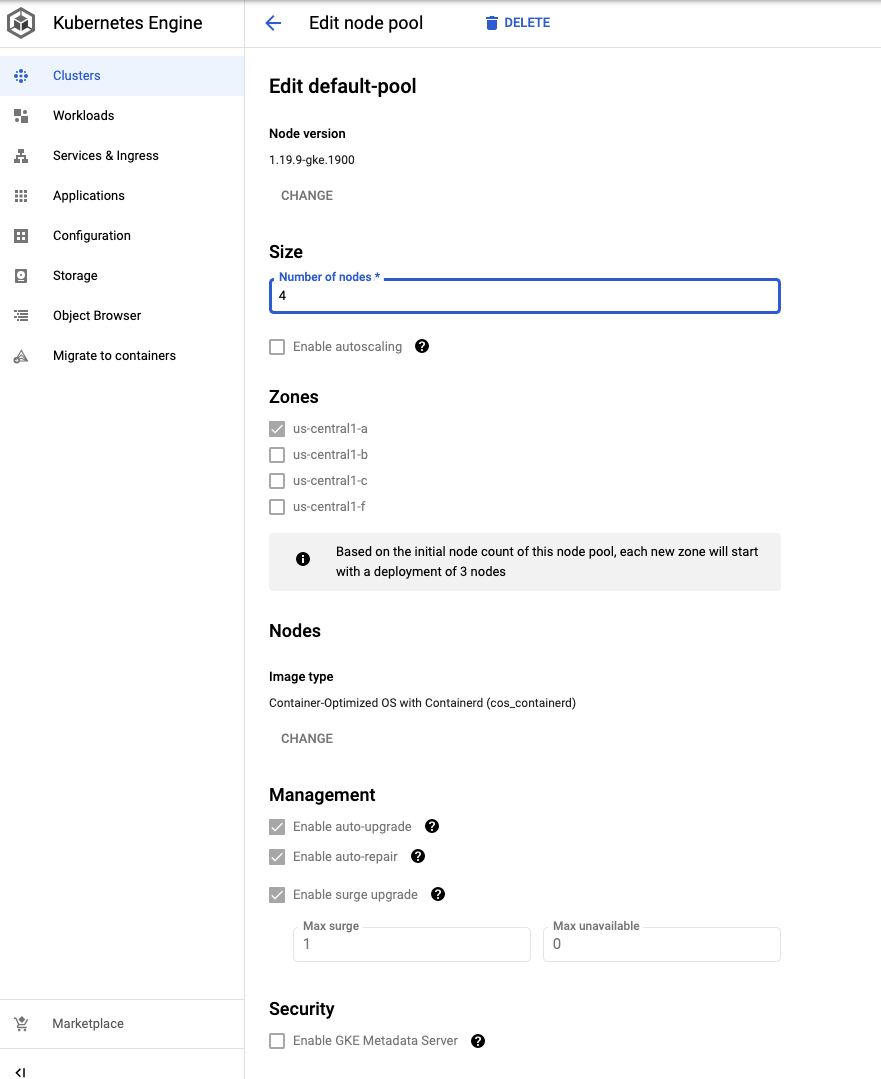 Kubernetes Engine
Edit node pool
DELETE
Clusters
Workloads
Services & Ingress
Applications
Configuration
Storage
Object Browser
Migrate to containers
Marketplace
Edit default-pool
Node version
1.19.9-gke.1900
CHANGE
Size
Number of nodes *
4
Enable autoscaling
Zones
us-central1-a
us-central1-b
us-central1-c
us-central1-f
Based on the initial node count of this node pool, each new zone will start
with a deployment of 3 nodes
Nodes
Image type
Container-Optimized OS with Containerd (cos_containerd)
CHANGE
Management
Enable auto-upgrade
Enable auto-repair
Enable surge upgrade
Max surge
1
Max unavailable
0
Security
Enable GKE Metadata Server